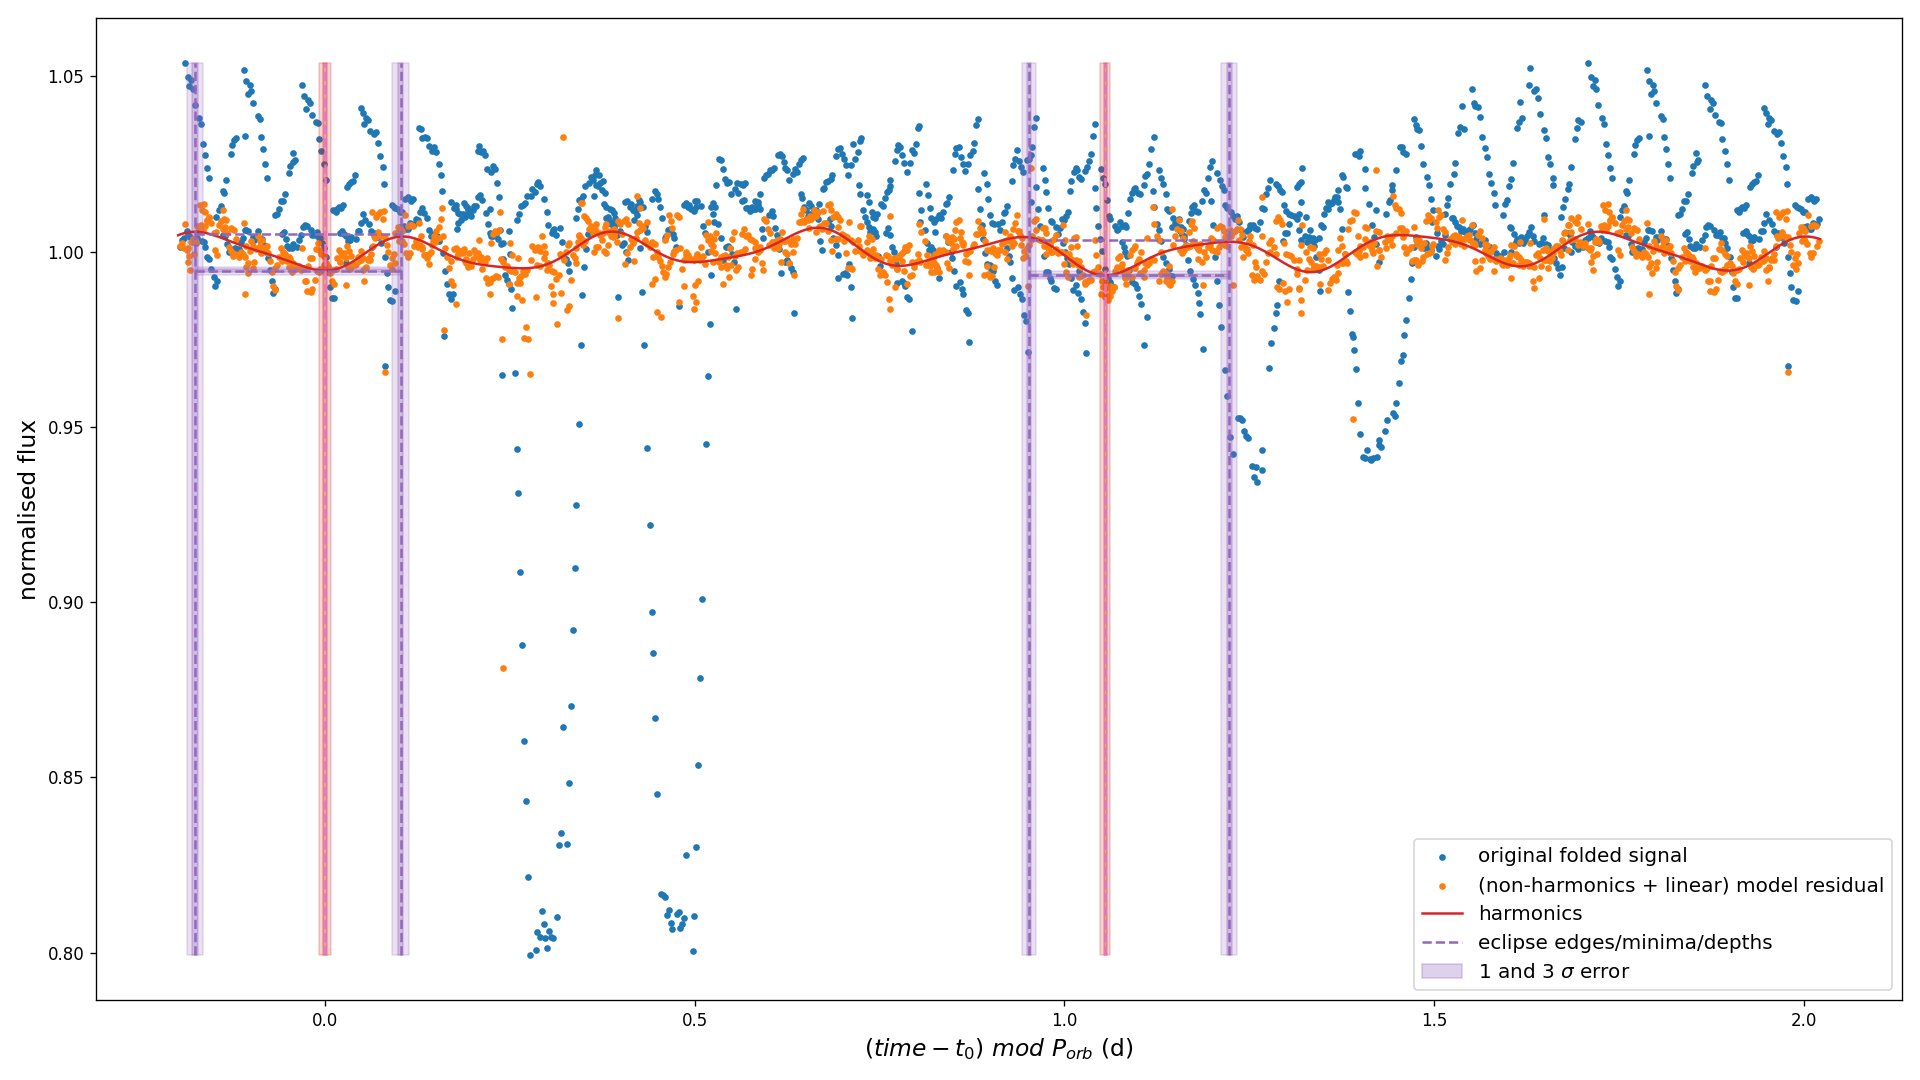 1.05
1.00
0.95
0.90
0.85
0.80
normalised flux
0.0 0.5 1.0 1.5 2.0
(time − t₀) mod P_orb (d)
original folded signal
(non-harmonics + linear) model residual
harmonics
eclipse edges/minima/depths
1 and 3 σ error